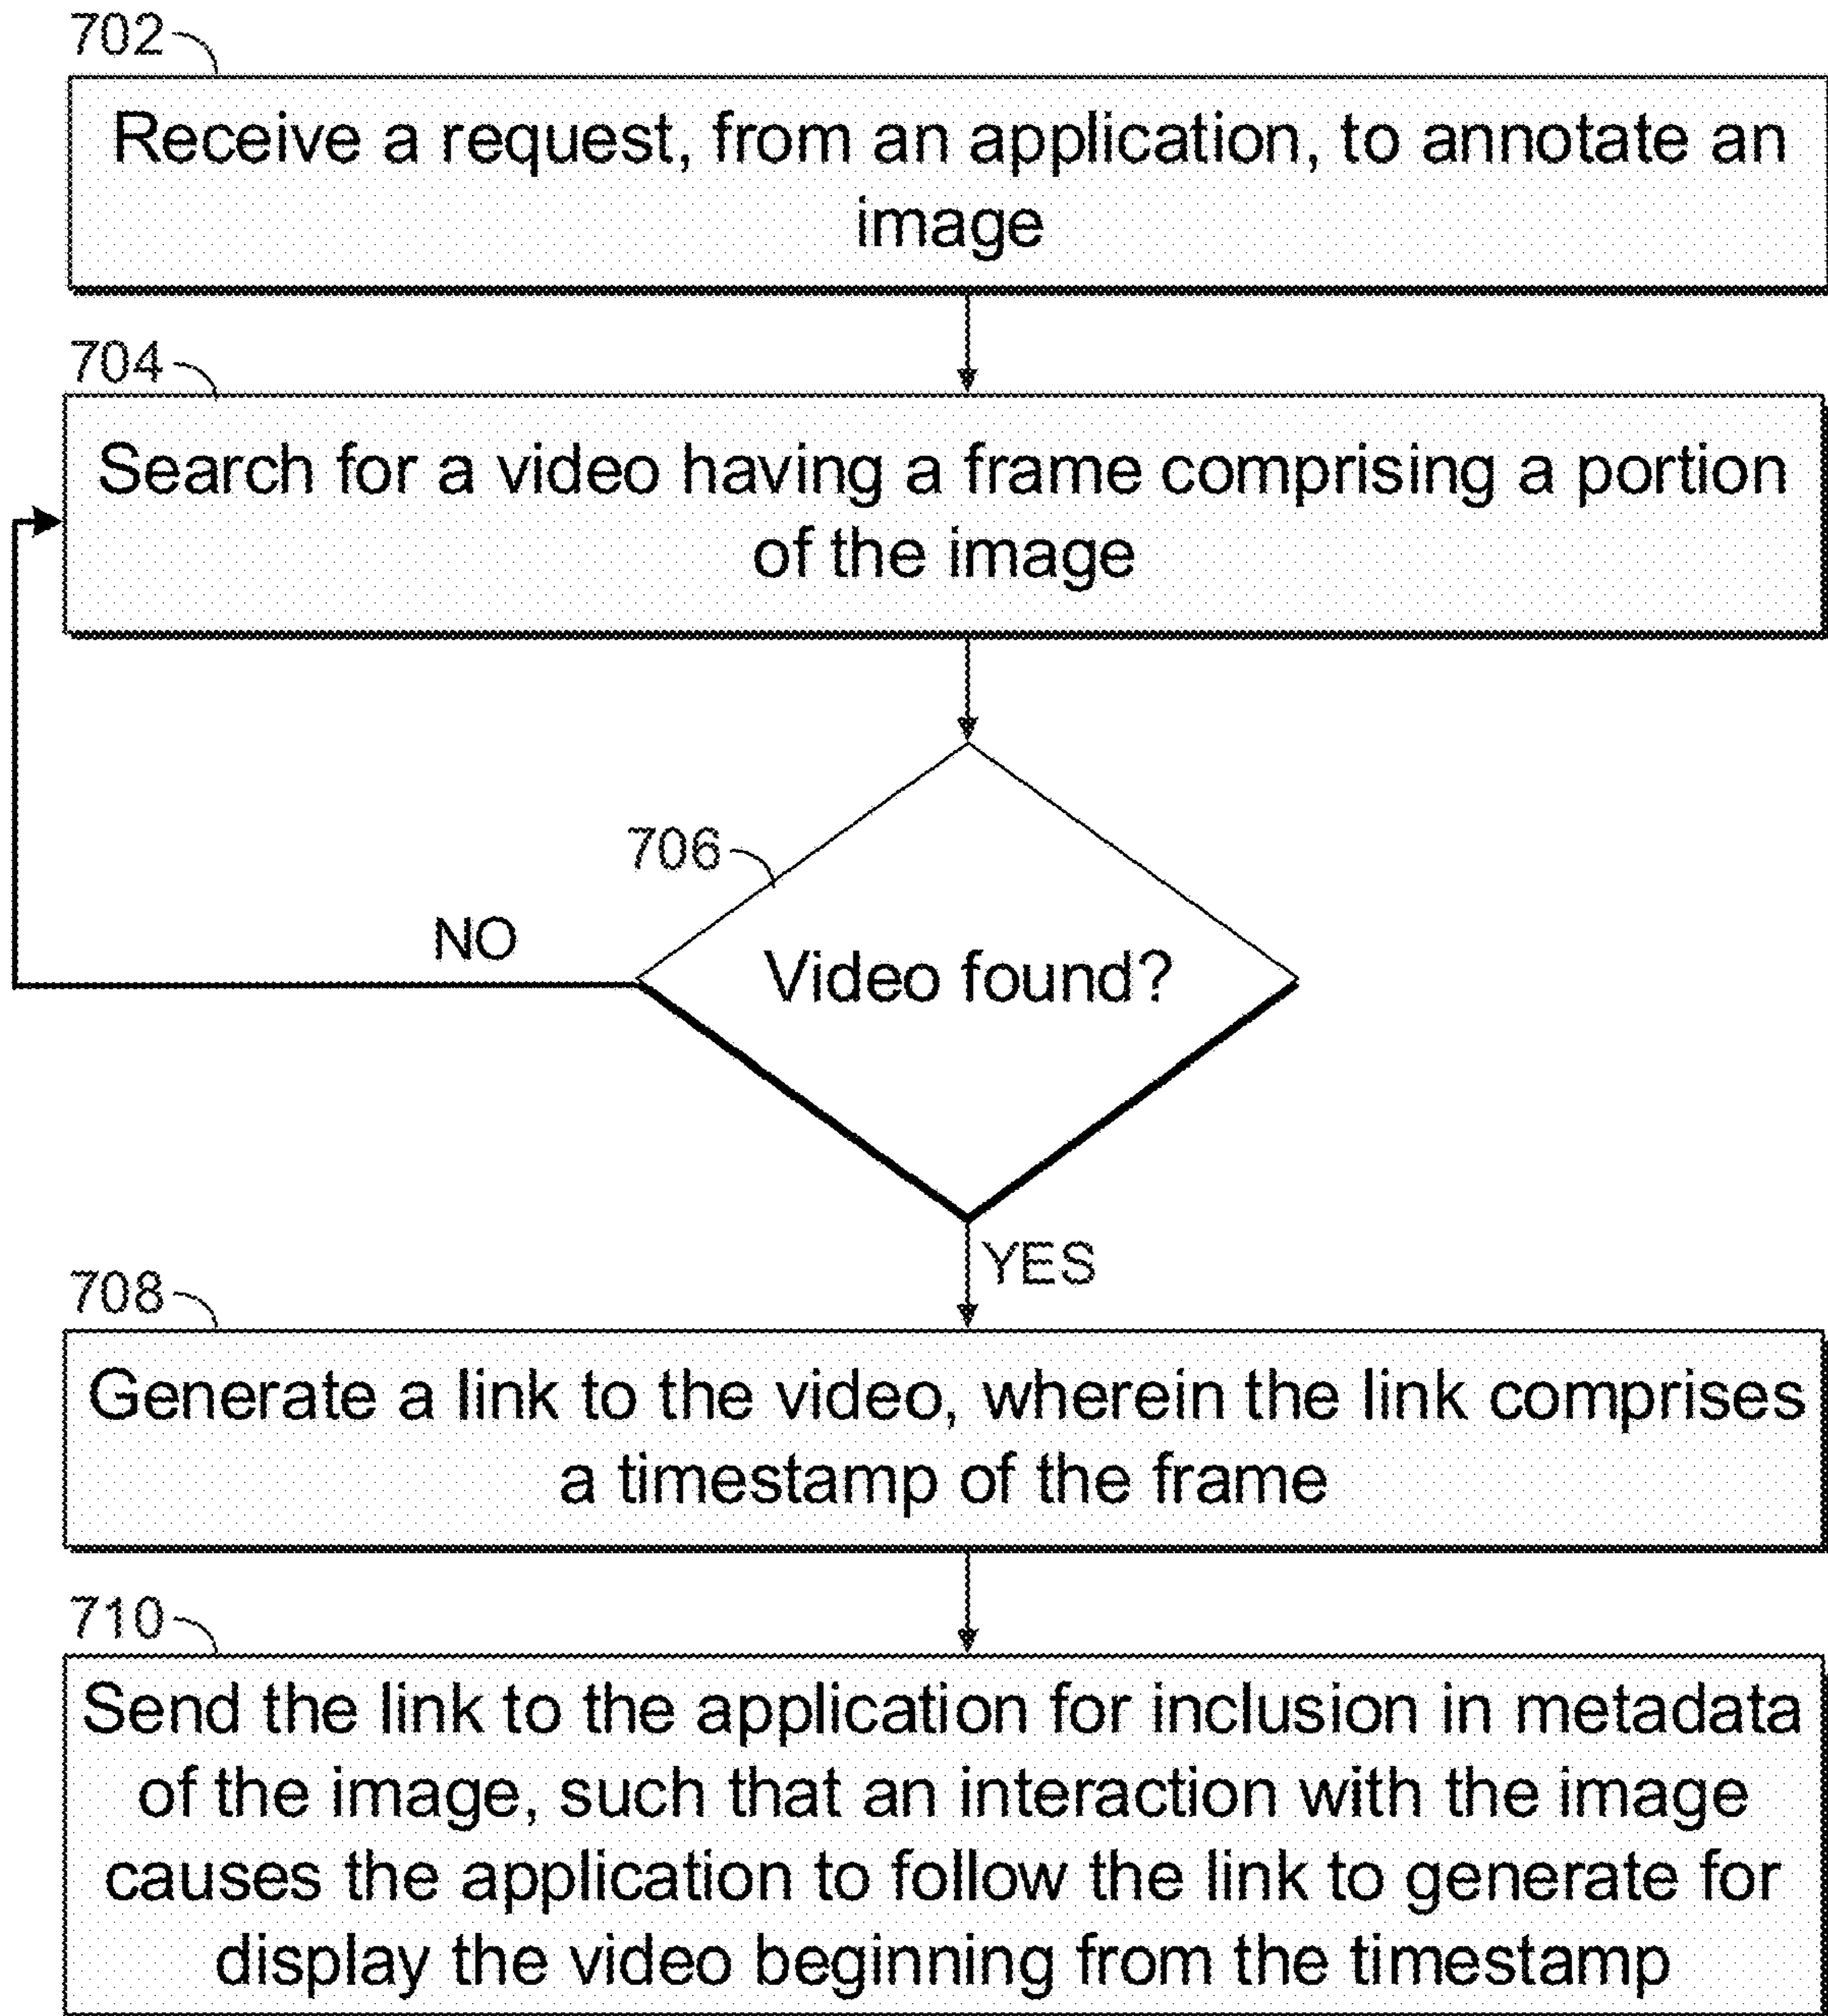 702
Receive a request, from an application, to annotate an
image
704
Search for a video having a frame comprising a portion
of the image
706
NO
Video found?
YES
708
Generate a link to the video, wherein the link comprises
a timestamp of the frame
710
Send the link to the application for inclusion in metadata
of the image, such that an interaction with the image
causes the application to follow the link to generate for
display the video beginning from the timestamp